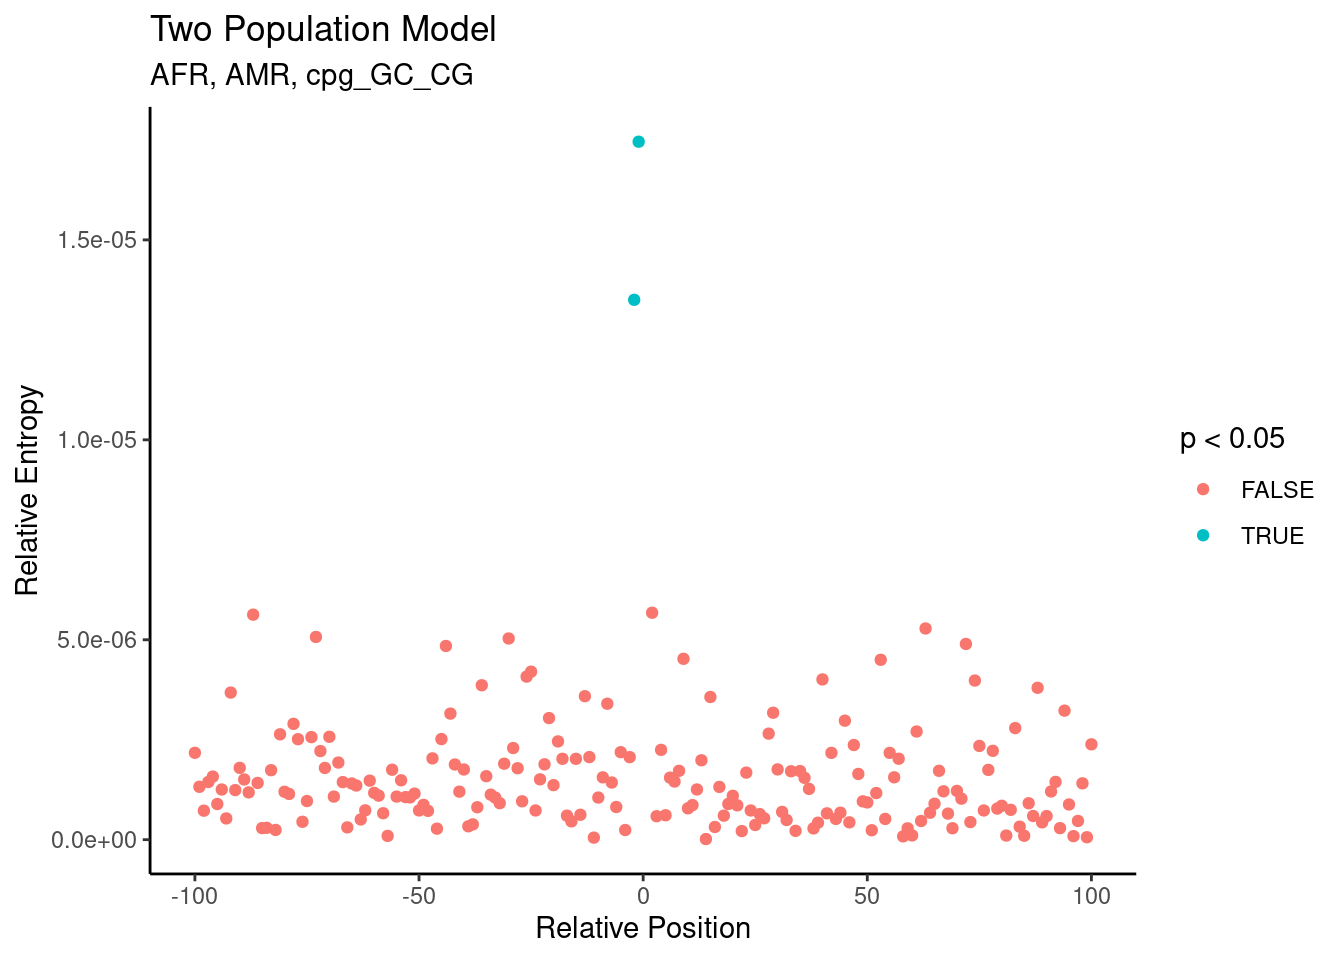 Two Population Model
AFR, AMR, cpg_GC_CG
Relative Entropy
1.5e-05
1.0e-05
5.0e-06
0.0e+00
-100
-50
0
50
100
Relative Position
p < 0.05
FALSE
TRUE